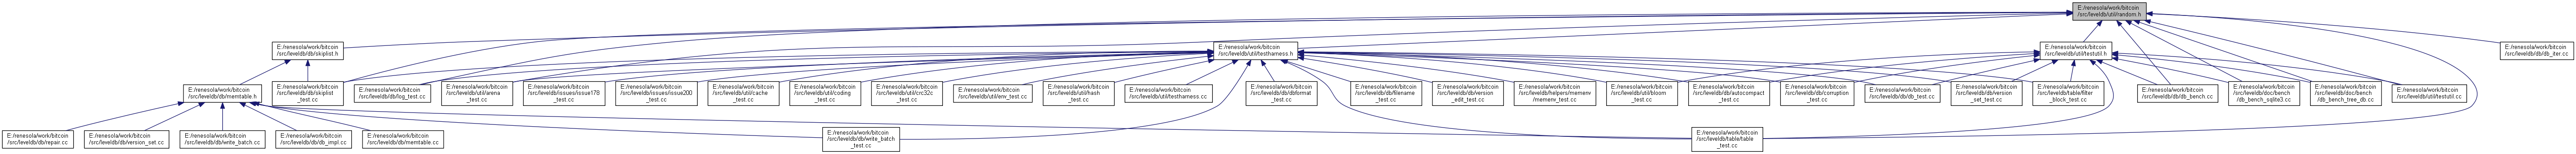 E:/renesola/work/bitcoin
/src/leveldb/util/random.h
E:/renesola/work/bitcoin
/src/leveldb/db/skiplist.h
E:/renesola/work/bitcoin
/src/leveldb/util/testharness.h
E:/renesola/work/bitcoin
/src/leveldb/util/testutil.h
E:/renesola/work/bitcoin
/src/leveldb/db/db_iter.cc
E:/renesola/work/bitcoin
/src/leveldb/db/memtable.h
E:/renesola/work/bitcoin
/src/leveldb/db/skiplist
_test.cc
E:/renesola/work/bitcoin
/src/leveldb/db/log_test.cc
E:/renesola/work/bitcoin
/src/leveldb/util/arena
_test.cc
E:/renesola/work/bitcoin
/src/leveldb/issues/issue178
_test.cc
E:/renesola/work/bitcoin
/src/leveldb/issues/issue200
_test.cc
E:/renesola/work/bitcoin
/src/leveldb/util/cache
_test.cc
E:/renesola/work/bitcoin
/src/leveldb/util/coding
_test.cc
E:/renesola/work/bitcoin
/src/leveldb/util/crc32c
_test.cc
E:/renesola/work/bitcoin
/src/leveldb/util/env_test.cc
E:/renesola/work/bitcoin
/src/leveldb/util/hash
_test.cc
E:/renesola/work/bitcoin
/src/leveldb/util/testharness.cc
E:/renesola/work/bitcoin
/src/leveldb/db/dbformat
_test.cc
E:/renesola/work/bitcoin
/src/leveldb/db/filename
_test.cc
E:/renesola/work/bitcoin
/src/leveldb/db/version
_edit_test.cc
E:/renesola/work/bitcoin
/src/leveldb/helpers/memenv
/memenv_test.cc
E:/renesola/work/bitcoin
/src/leveldb/util/bloom
_test.cc
E:/renesola/work/bitcoin
/src/leveldb/db/autocompact
_test.cc
E:/renesola/work/bitcoin
/src/leveldb/db/corruption
_test.cc
E:/renesola/work/bitcoin
/src/leveldb/db/db_test.cc
E:/renesola/work/bitcoin
/src/leveldb/db/version
_set_test.cc
E:/renesola/work/bitcoin
/src/leveldb/table/filter
_block_test.cc
E:/renesola/work/bitcoin
/src/leveldb/db/db_bench.cc
E:/renesola/work/bitcoin
/src/leveldb/doc/bench
/db_bench_sqlite3.cc
E:/renesola/work/bitcoin
/src/leveldb/doc/bench
/db_bench_tree_db.cc
E:/renesola/work/bitcoin
/src/leveldb/util/testutil.cc
E:/renesola/work/bitcoin
/src/leveldb/db/repair.cc
E:/renesola/work/bitcoin
/src/leveldb/db/version_set.cc
E:/renesola/work/bitcoin
/src/leveldb/db/write_batch.cc
E:/renesola/work/bitcoin
/src/leveldb/db/db_impl.cc
E:/renesola/work/bitcoin
/src/leveldb/db/memtable.cc
E:/renesola/work/bitcoin
/src/leveldb/db/write_batch
_test.cc
E:/renesola/work/bitcoin
/src/leveldb/table/table
_test.cc